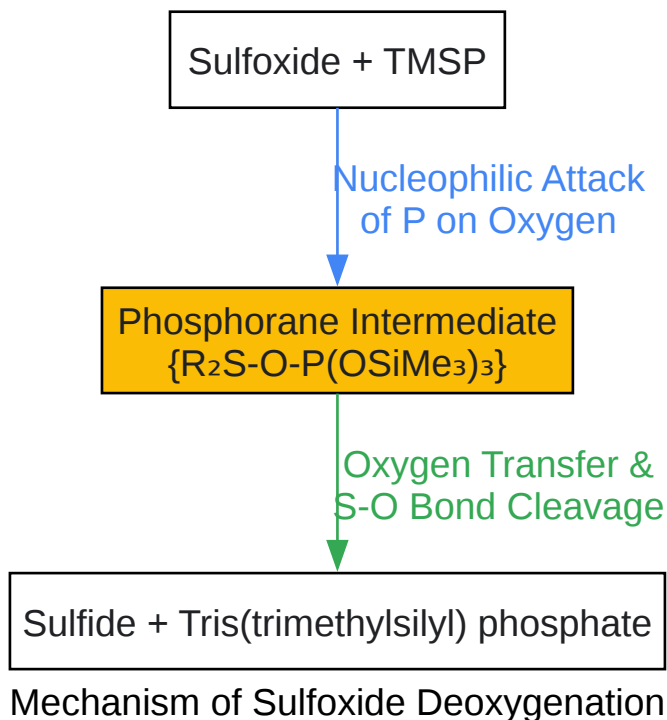 Sulfoxide + TMSP
Nucleophilic Attack
of P on Oxygen
Phosphorane Intermediate
{R₂S-O-P(OSiMe₃)₃}
Oxygen Transfer &
S-O Bond Cleavage
Sulfide + Tris(trimethylsilyl) phosphate
Mechanism of Sulfoxide Deoxygenation